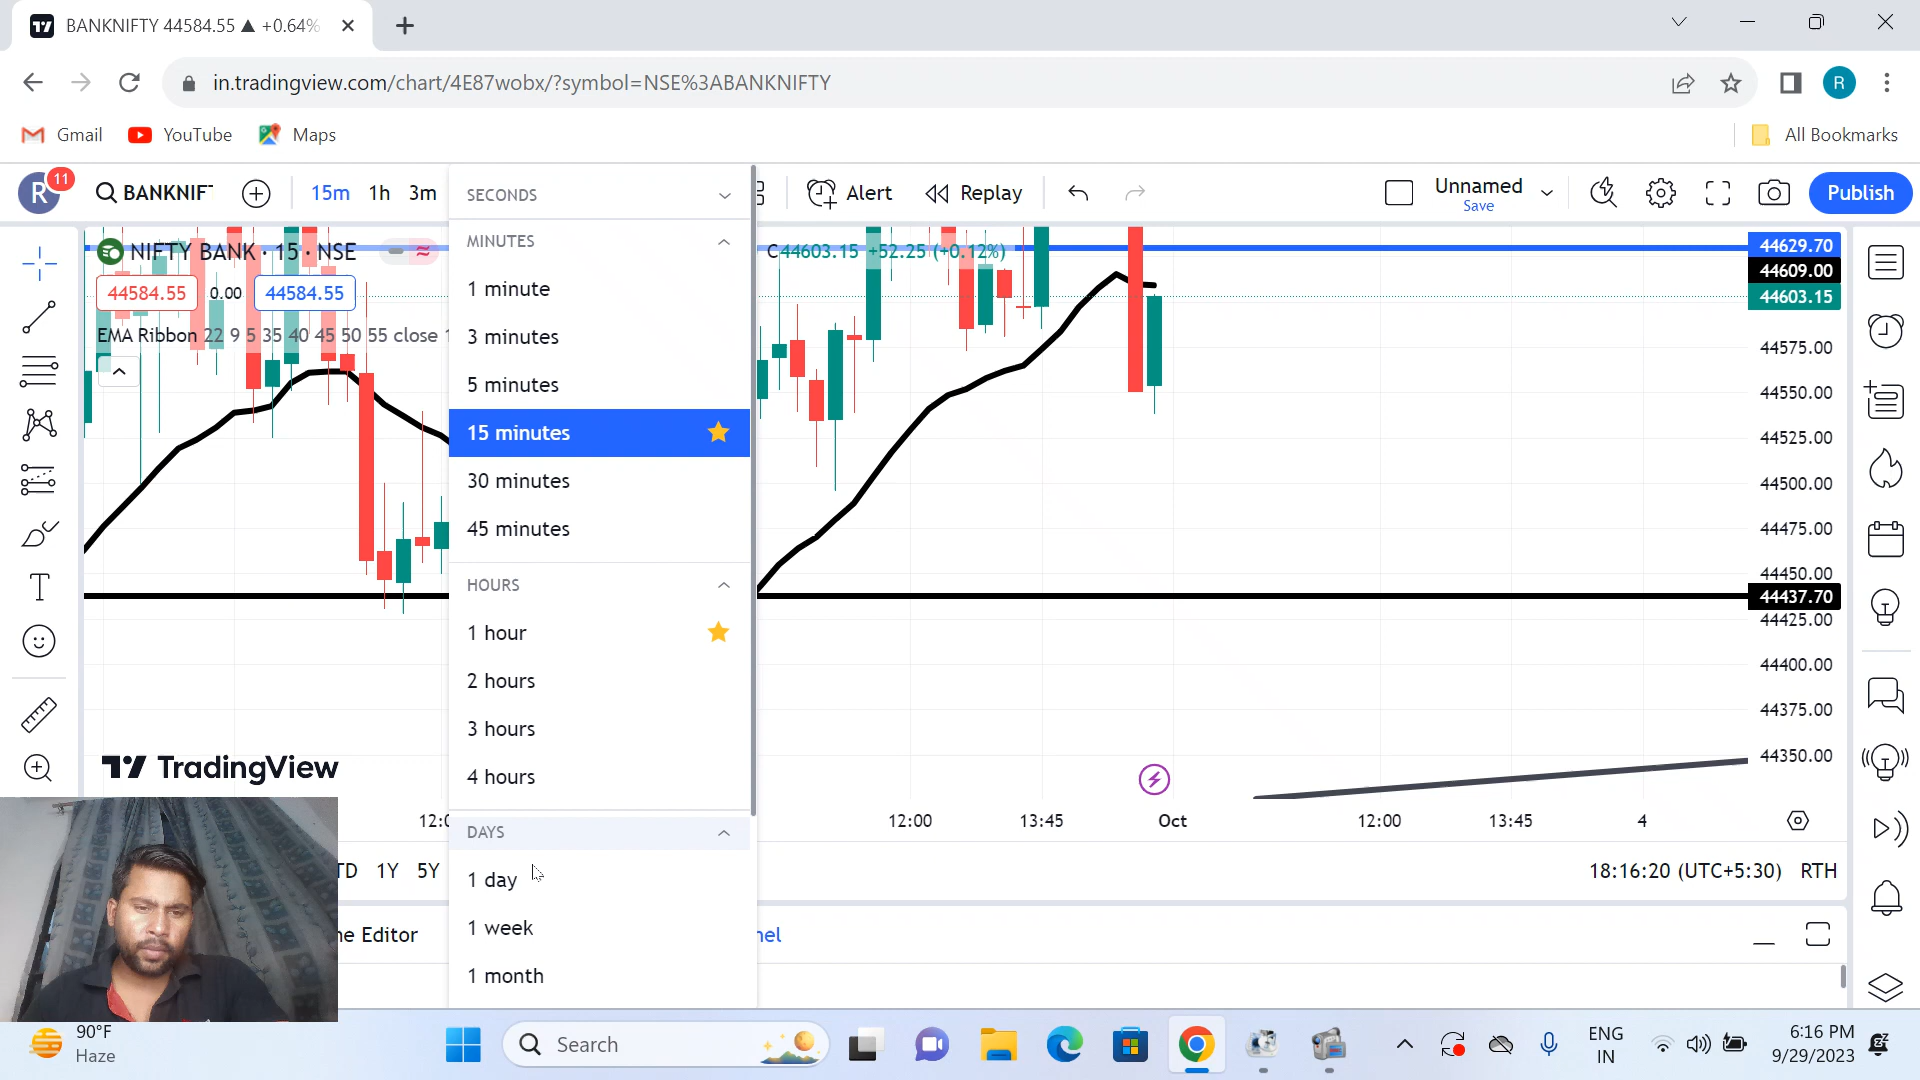 BANKNIFTY 44584.55 ▲ +0.64%
in.tradingview.com/chart/4E87wobx/?symbol=NSE%3ABANKNIFTY
R
Gmail
YouTube
Maps
All Bookmarks
R
11
BANKNIF
15m
1h
3m
Alert
Replay
Unnamed
Save
Publish
NIFTY BANK · 15 · NSE
C44603.15 +52.25 (+0.12%)
44584.55
0.00
44584.55
EMA Ribbon 22 9 5 35 40 45 50 55 close
SECONDS
MINUTES
1 minute
3 minutes
5 minutes
15 minutes
30 minutes
45 minutes
HOURS
1 hour
2 hours
3 hours
4 hours
DAYS
1 day
1 week
1 month
44629.70
44609.00
44603.15
44575.00
44550.00
44525.00
44500.00
44475.00
44450.00
44437.70
44425.00
44400.00
44375.00
44350.00
TradingView
12:0
12:00
13:45
Oct
12:00
13:45
4
TD
1Y
5Y
18:16:20 (UTC+5:30)
RTH
ne Editor
nel
90°F
Haze
Search
ENG
IN
6:16 PM
9/29/2023